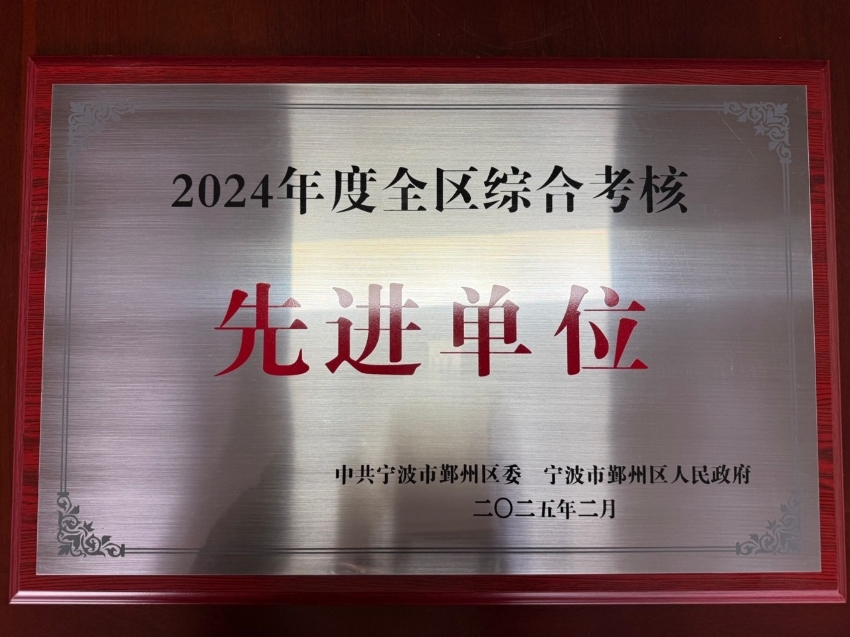 2024年度全区综合考核
先进单位
中共宁波市鄞州区委 宁波市鄞州区人民政府
二〇二五年二月